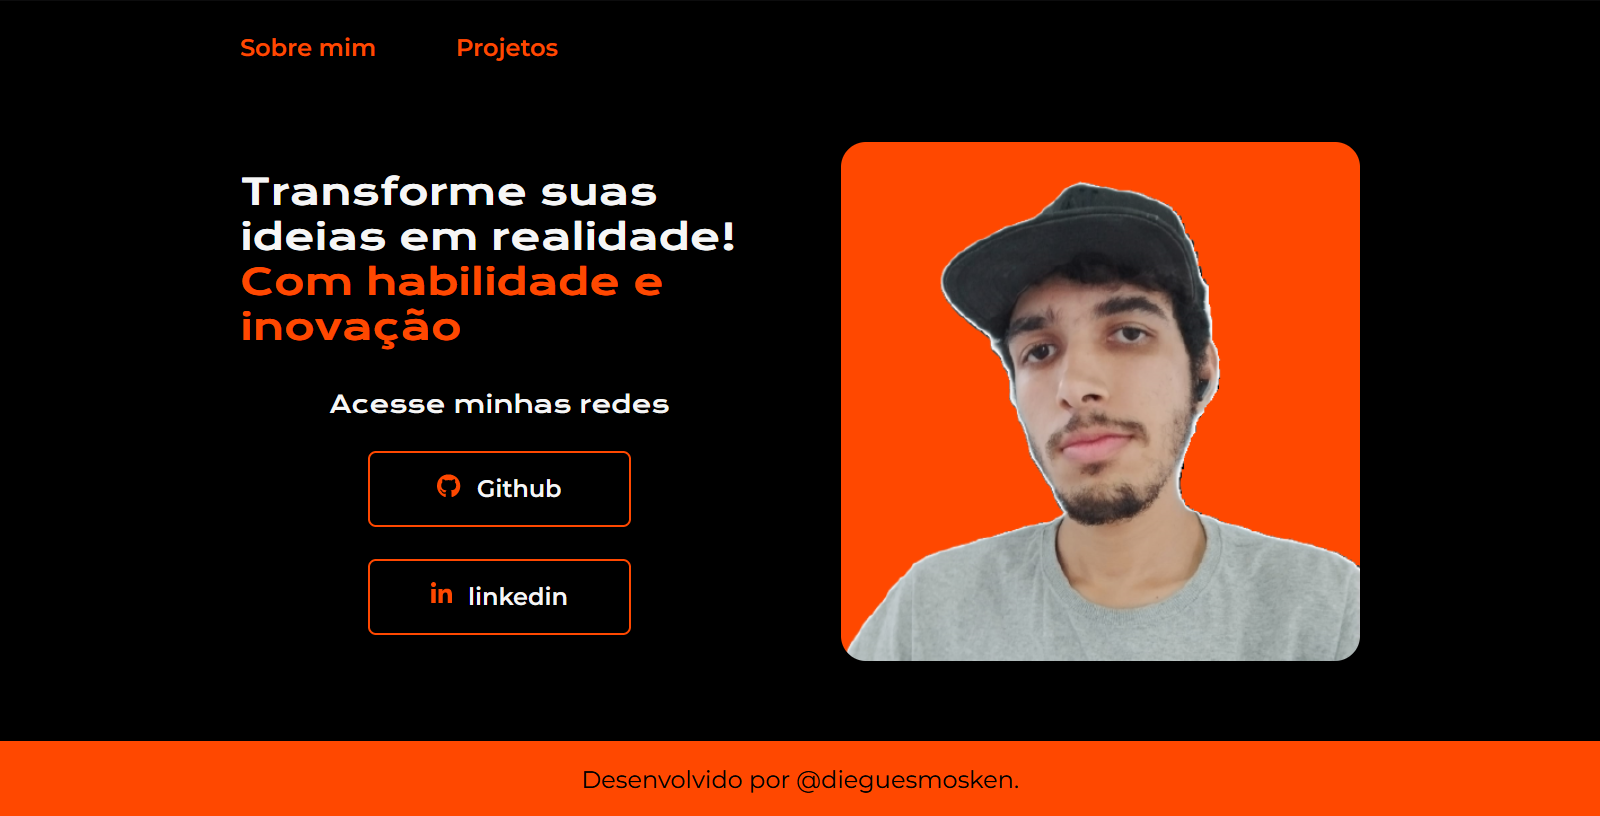 Sobre mim
Projetos
Transforme suas
ideias em realidade!
Com habilidade e
inovação
Acesse minhas redes
Github
linkedin
Desenvolvido por @dieguesmosken.